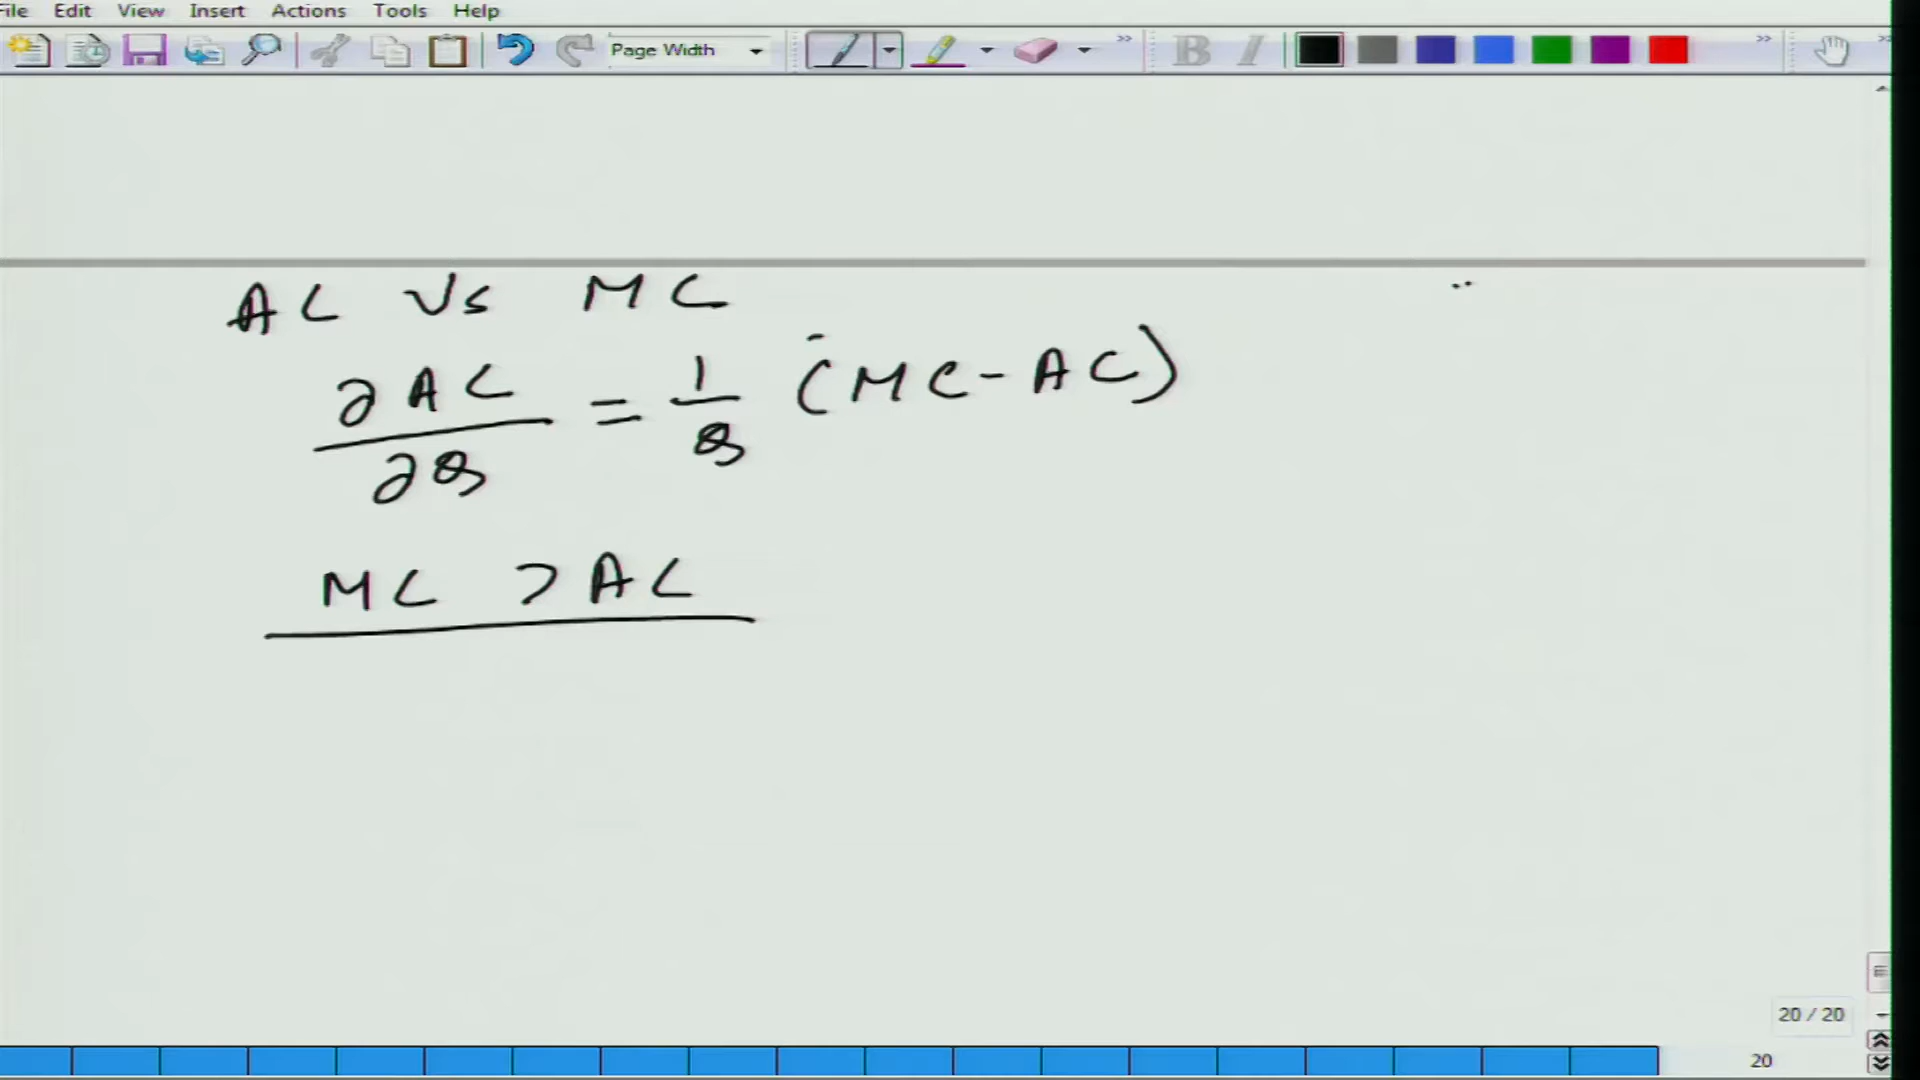 File Edit View Insert Actions Tools Help
Page Width B I
AC Vs MC
∂AC/∂Q = 1/Q (MC - AC)
MC > AC
20 / 20
20